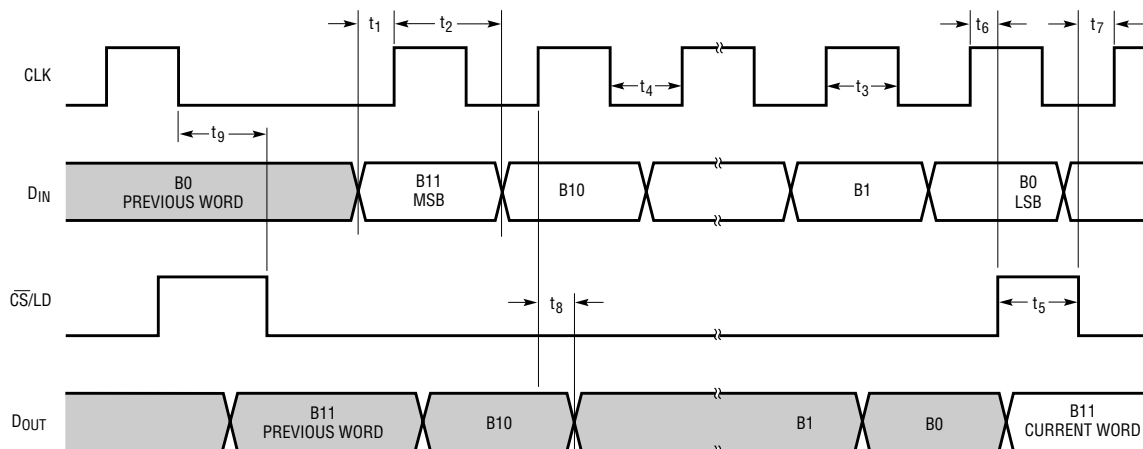 t1 t2 t6 t7
CLK
t4 t3
t9
DIN
B0
PREVIOUS WORD
B11
MSB
B10
B1
B0
LSB
C̅S̅/LD
t8
t5
DOUT
B11
PREVIOUS WORD
B10
B1
B0
B11
CURRENT WORD